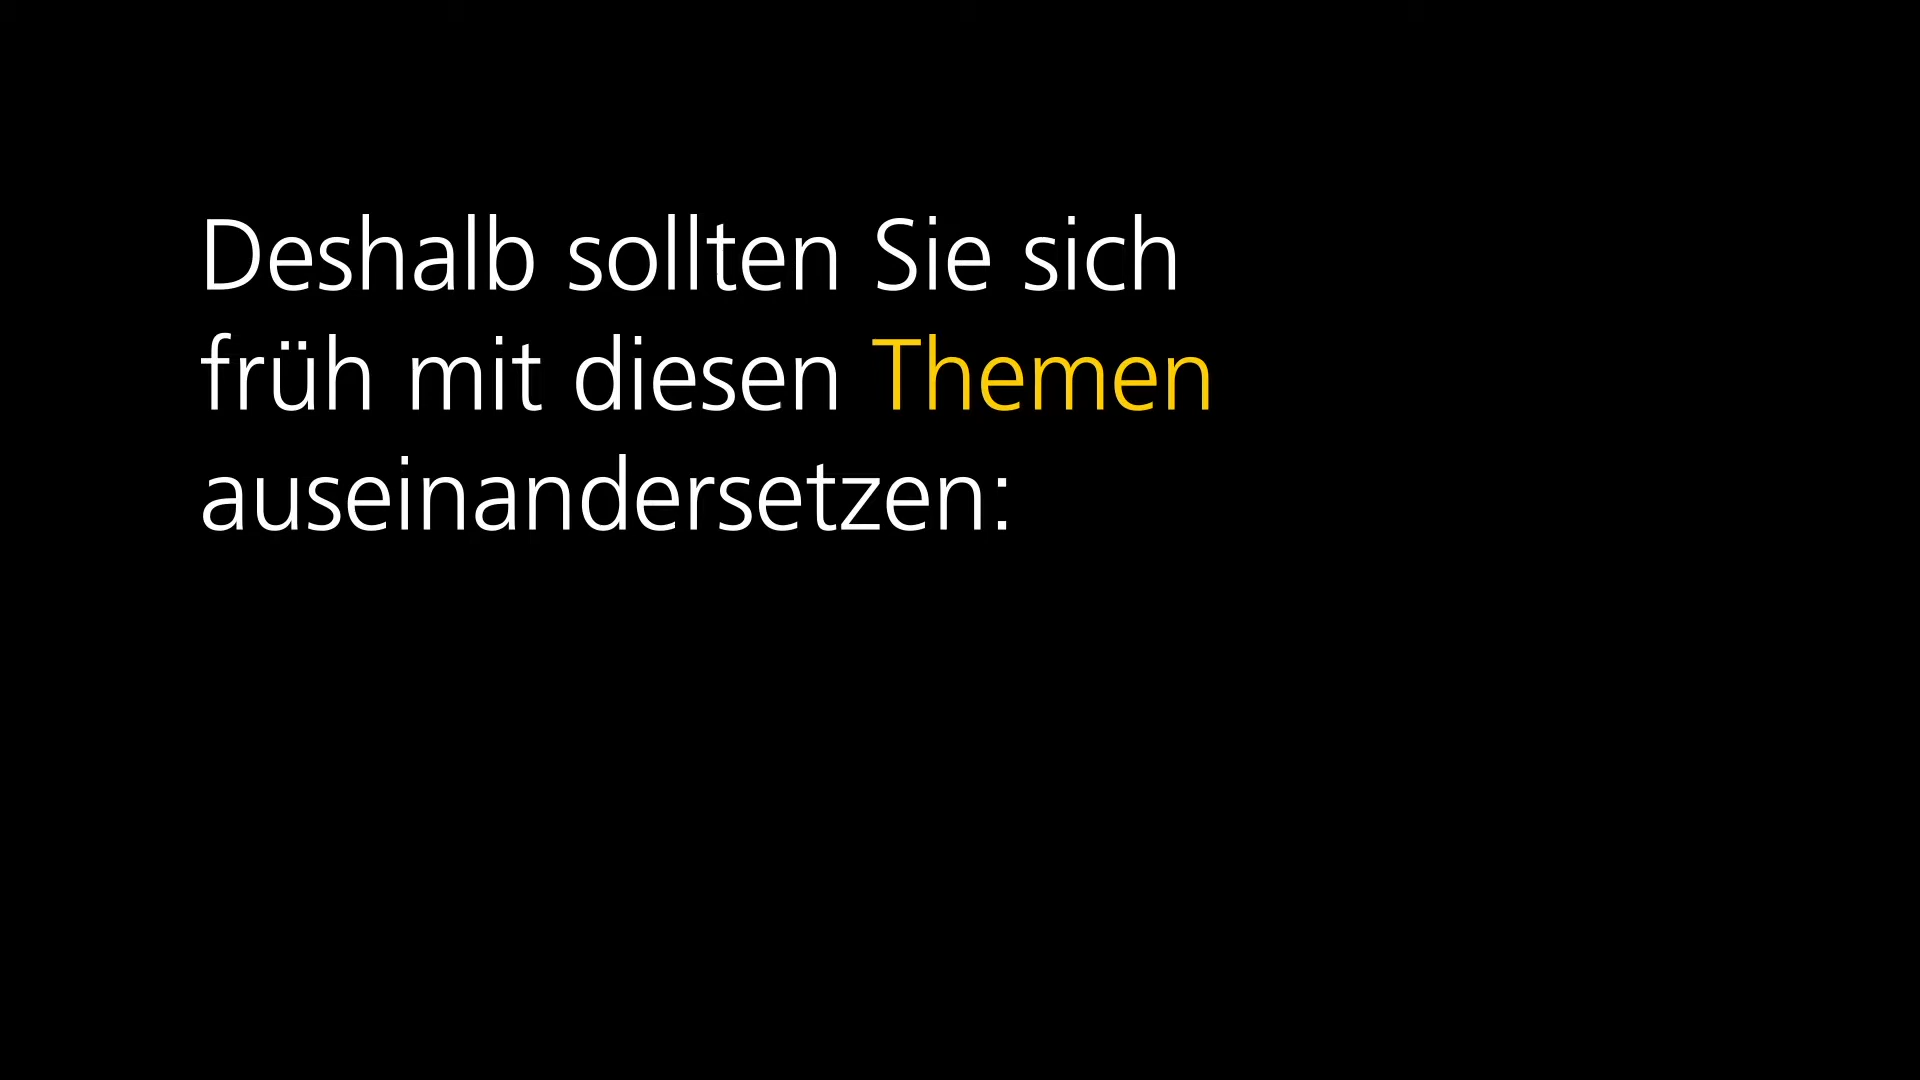 Deshalb sollten Sie sich
früh mit diesen Themen
auseinandersetzen: